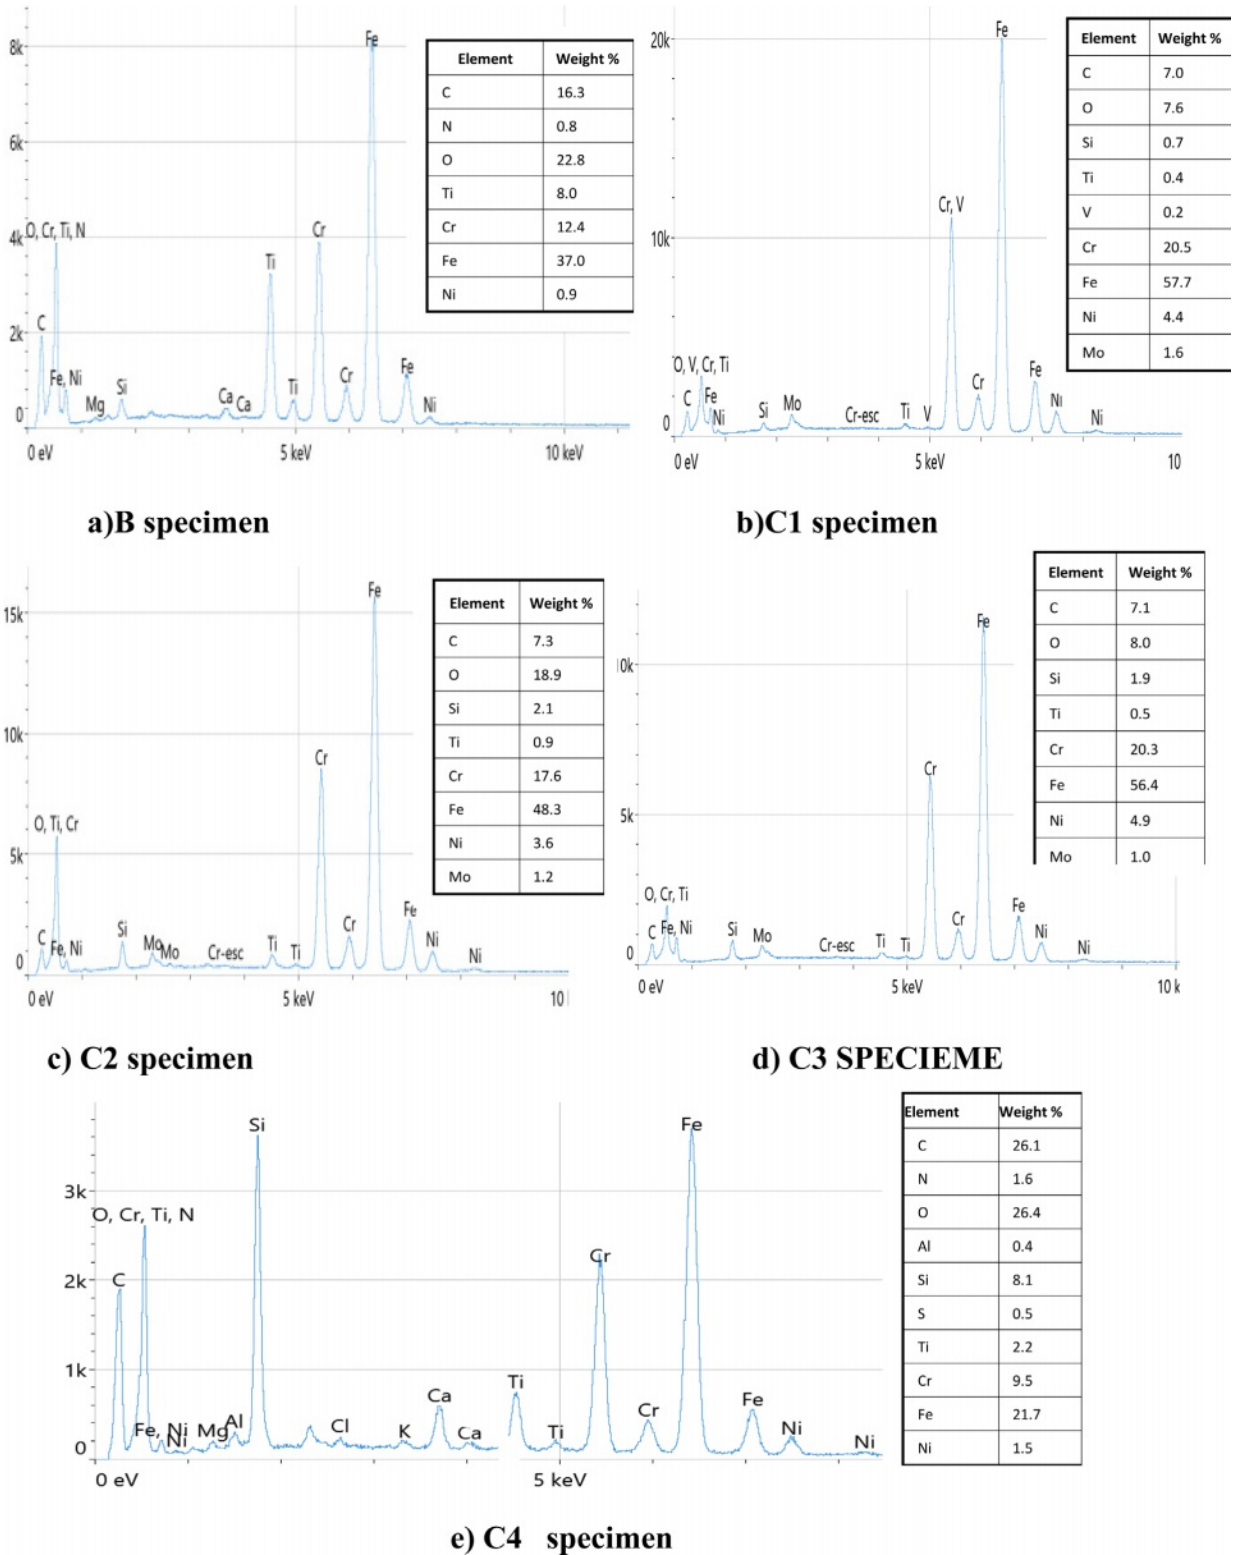 8k
6k
4k
2k
0
O, Cr, Ti, N
C
Fe, Ni
Mg
Si
Ca
Ca
Ti
Ti
Cr
Cr
Fe
Fe
Ni
0 eV
5 keV
10 keV
Element Weight %
C 16.3
N 0.8
O 22.8
Ti 8.0
Cr 12.4
Fe 37.0
Ni 0.9
a)B specimen
20k
10k
0
O, V, Cr, Ti
C
Fe
Ni
Si
Mo
Cr-esc
Ti
V
Cr, V
Cr
Fe
Fe
Ni
Ni
0 eV
5 keV
10
Element Weight %
C 7.0
O 7.6
Si 0.7
Ti 0.4
V 0.2
Cr 20.5
Fe 57.7
Ni 4.4
Mo 1.6
b)C1 specimen
15k
10k
5k
0
O, Ti, Cr
C
Fe, Ni
Si
Mo
Mo
Cr-esc
Ti
Ti
Cr
Cr
Fe
Fe
Ni
Ni
0 eV
5 keV
10
Element Weight %
C 7.3
O 18.9
Si 2.1
Ti 0.9
Cr 17.6
Fe 48.3
Ni 3.6
Mo 1.2
c) C2 specimen
0k
5k
0
O, Cr, Ti
C
Fe, Ni
Si
Mo
Cr-esc
Ti
Ti
Cr
Cr
Fe
Fe
Ni
Ni
0 eV
5 keV
10 k
Element Weight %
C 7.1
O 8.0
Si 1.9
Ti 0.5
Cr 20.3
Fe 56.4
Ni 4.9
Mo 1.0
d) C3 SPECIEME
3k
2k
1k
0
O, Cr, Ti, N
C
Fe, Ni
Ni
Mg
Al
Si
Cl
K
Ca
Ca
Ti
Ti
Cr
Cr
Fe
Fe
Ni
Ni
0 eV
5 keV
Element Weight %
C 26.1
N 1.6
O 26.4
Al 0.4
Si 8.1
S 0.5
Ti 2.2
Cr 9.5
Fe 21.7
Ni 1.5
e) C4 specimen